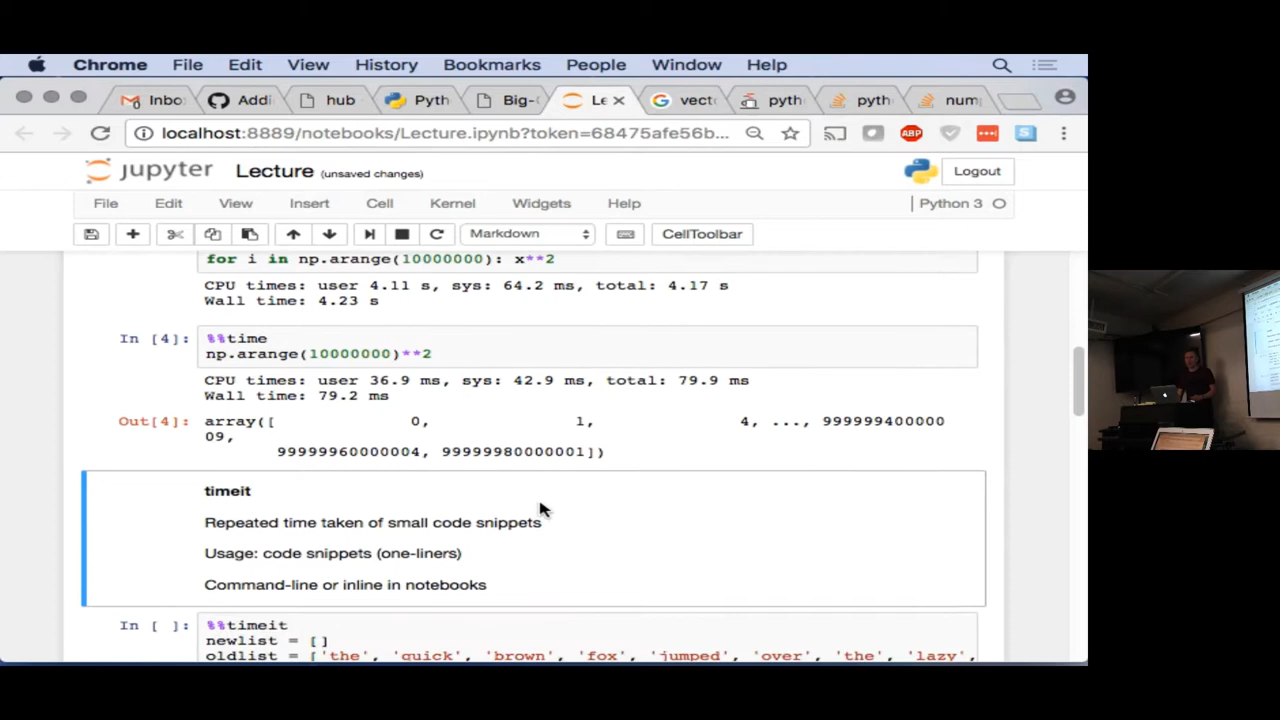 Chrome File Edit View History Bookmarks People Window Help
Inbo Addi hub Pyth Big-( Le vect pyth pyth num
localhost:8889/notebooks/Lecture.ipynb?token=68475afe56b...
ABP
jupyter Lecture (unsaved changes) Logout
File Edit View Insert Cell Kernel Widgets Help Python 3
Markdown CellToolbar
for i in np.arange(10000000): x**2
CPU times: user 4.11 s, sys: 64.2 ms, total: 4.17 s
Wall time: 4.23 s
In [4]: %%time
np.arange(10000000)**2
CPU times: user 36.9 ms, sys: 42.9 ms, total: 79.9 ms
Wall time: 79.2 ms
Out[4]: array([ 0, 1, 4, ..., 999999400000
09,
99999960000004, 99999980000001])
timeit
Repeated time taken of small code snippets
Usage: code snippets (one-liners)
Command-line or inline in notebooks
In [ ]: %%timeit
newlist = []
oldlist = ['the', 'quick', 'brown', 'fox', 'jumped', 'over', 'the', 'lazy',